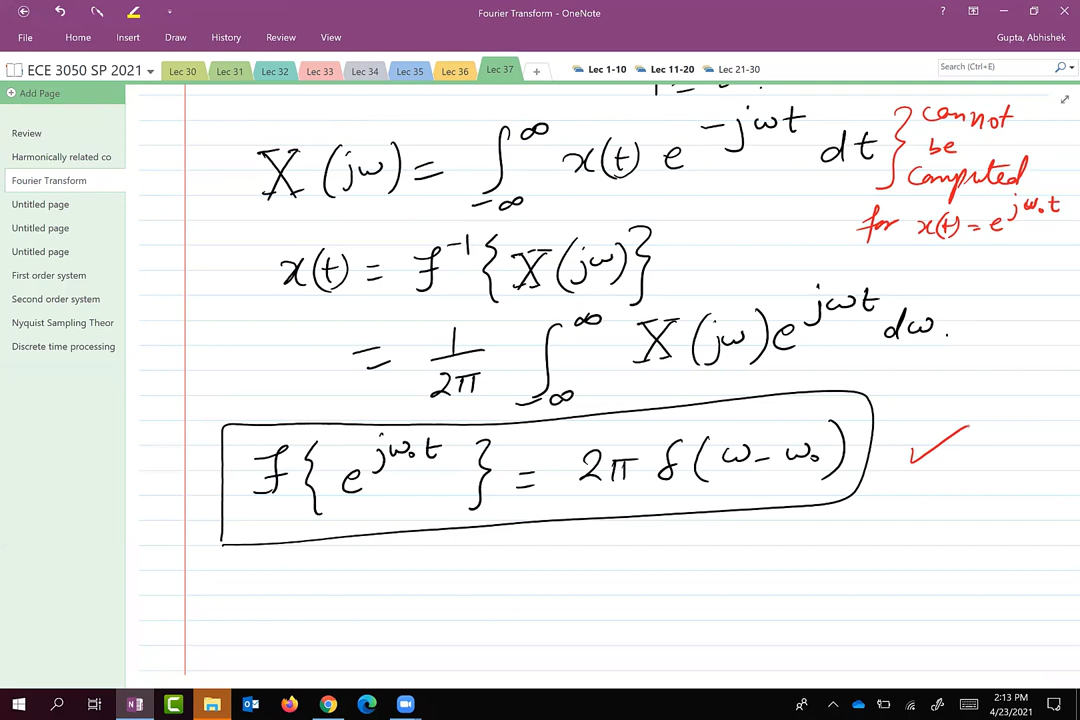 Fourier Transform - OneNote
File Home Insert Draw History Review View
Gupta, Abhishek
ECE 3050 SP 2021
Lec 30 Lec 31 Lec 32 Lec 33 Lec 34 Lec 35 Lec 36 Lec 37
Lec 1-10 Lec 11-20 Lec 21-30
Search (Ctrl+E)
Add Page
Review
Harmonically related co
Fourier Transform
Untitled page
Untitled page
Untitled page
First order system
Second order system
Nyquist Sampling Theor
Discrete time processing
X(jω) = ∫_{-∞}^{∞} x(t) e^{-jωt} dt
} cannot
be
computed
for x(t) = e^{jω₀t}
x(t) = F^{-1} { X(jω) }
= 1/2π ∫_{-∞}^{∞} X(jω) e^{jωt} dω.
F{ e^{jω₀t} } = 2π δ(ω - ω₀) ✓
2:13 PM
4/23/2021